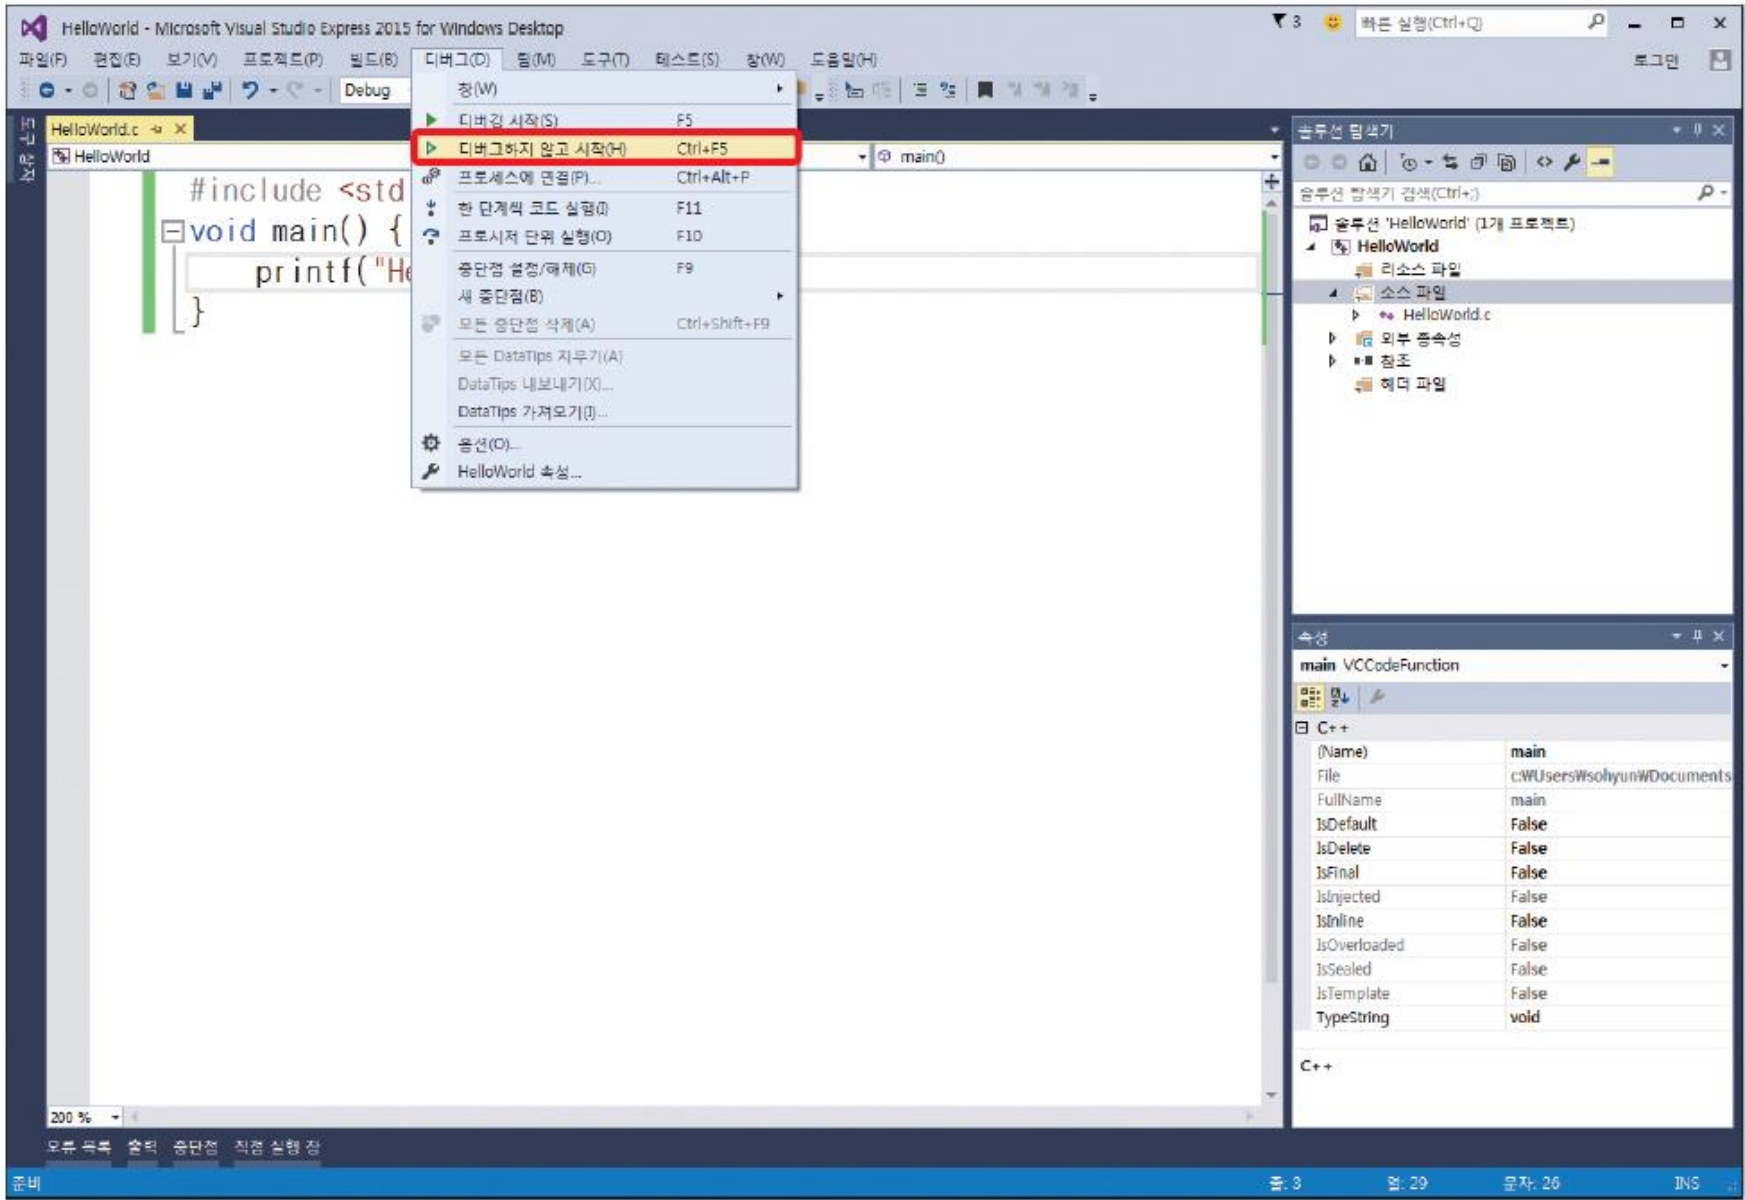 HelloWorld - Microsoft Visual Studio Express 2015 for Windows Desktop
3
빠른 실행(Ctrl+Q)
파일(F) 편집(E) 보기(V) 프로젝트(P) 빌드(B) 디버그(D) 팀(M) 도구(T) 테스트(S) 창(W) 도움말(H)
로그인
Debug
창(W)
디버깅 시작(S) F5
디버그하지 않고 시작(H) Ctrl+F5
프로세스에 연결(P)... Ctrl+Alt+P
한 단계씩 코드 실행(I) F11
프로시저 단위 실행(O) F10
중단점 설정/해제(G) F9
새 중단점(B)
모든 중단점 삭제(A) Ctrl+Shift+F9
모든 DataTips 지우기(A)
DataTips 내보내기(X)...
DataTips 가져오기(I)...
옵션(O)...
HelloWorld 속성...
도구 상자
HelloWorld.c
HelloWorld
main()
#include <std
void main() {
printf("He
}
솔루션 탐색기
솔루션 탐색기 검색(Ctrl+;)
솔루션 'HelloWorld' (1개 프로젝트)
HelloWorld
리소스 파일
소스 파일
HelloWorld.c
외부 종속성
참조
헤더 파일
속성
main VCCodeFunction
C++
(Name) main
File c:₩Users₩sohyun₩Documents
FullName main
IsDefault False
IsDelete False
IsFinal False
IsInjected False
IsInline False
IsOverloaded False
IsSealed False
IsTemplate False
TypeString void
C++
200 %
오류 목록 출력 중단점 직접 실행 창
준비
줄: 3 열: 29 문자: 26 INS